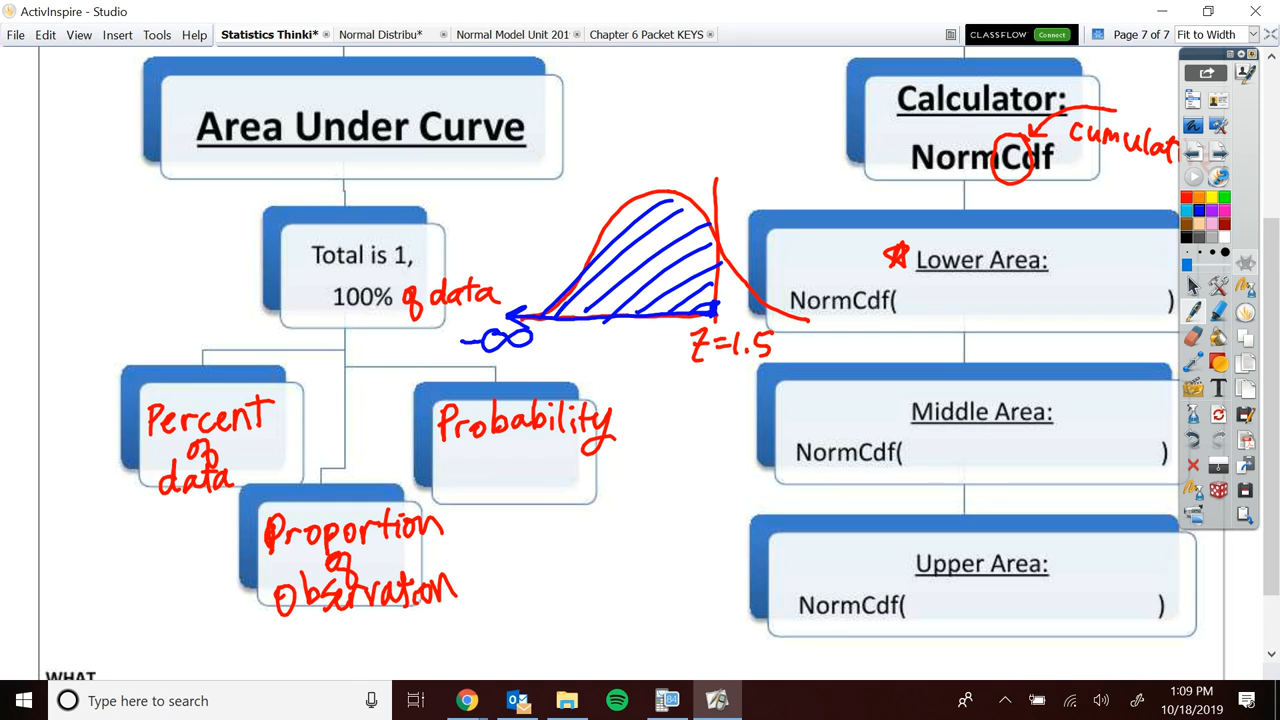 ActivInspire - Studio
File Edit View Insert Tools Help
Statistics Thinki* Normal Distribu* Normal Model Unit 201 Chapter 6 Packet KEYS
CLASSFLOW Connect Page 7 of 7 Fit to Width
Area Under Curve
Total is 1,
100% of data
Percent
of
data
Proportion
of
Observation
Probability
-∞
Z=1.5
Calculator:
NormCdf
cumulat
Lower Area:
NormCdf( )
Middle Area:
NormCdf( )
Upper Area:
NormCdf( )
WHAT
Type here to search
1:09 PM
10/18/2019